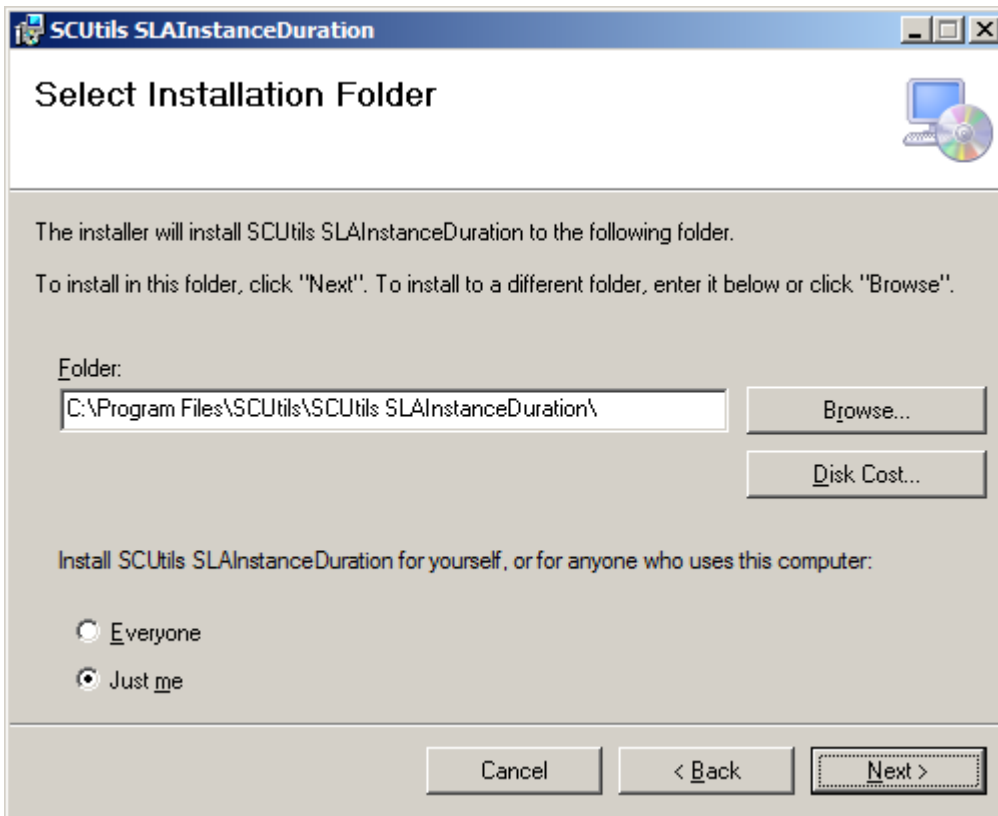 SCUtils SLAInstanceDuration
Select Installation Folder
The installer will install SCUtils SLAInstanceDuration to the following folder.
To install in this folder, click "Next". To install to a different folder, enter it below or click "Browse".
Folder:
C:\Program Files\SCUtils\SCUtils SLAInstanceDuration\
Browse...
Disk Cost...
Install SCUtils SLAInstanceDuration for yourself, or for anyone who uses this computer:
Everyone
Just me
Cancel
< Back
Next >